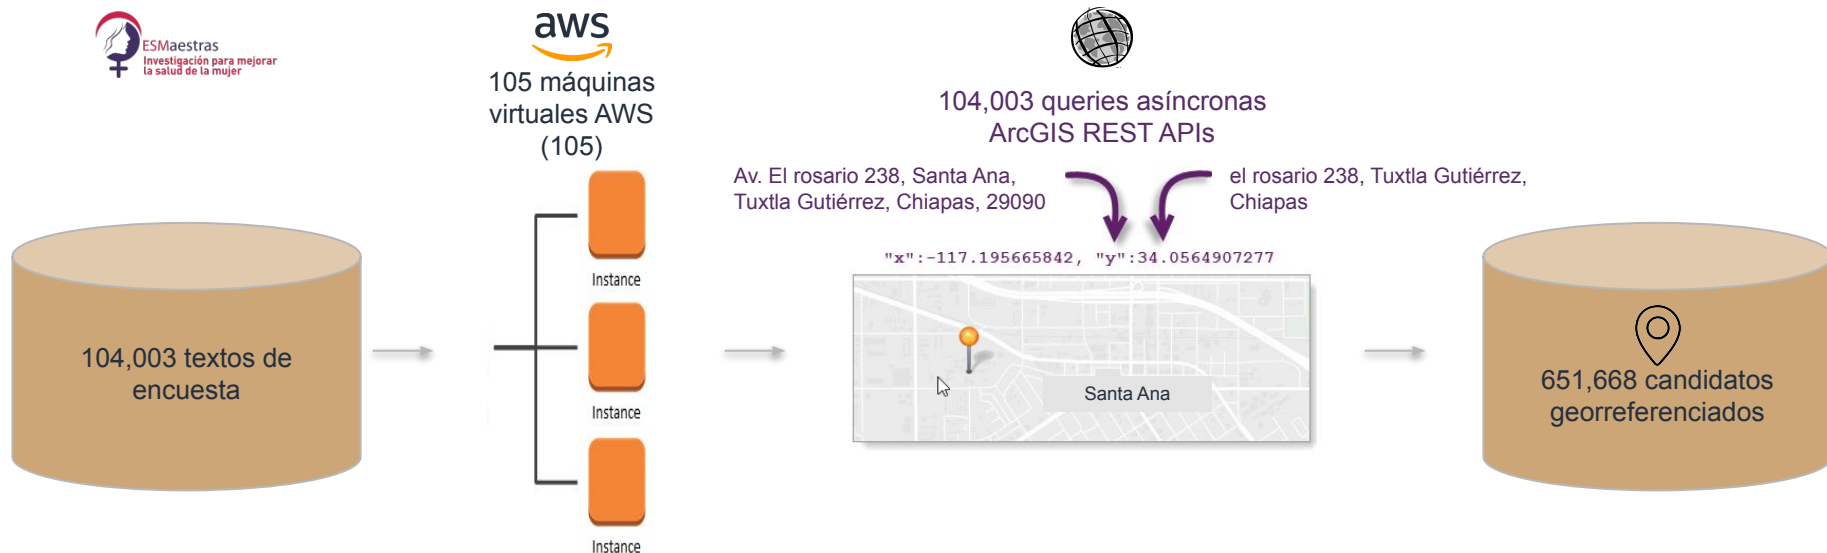 ESMaestras
Investigación para mejorar
la salud de la mujer
aws
105 máquinas
virtuales AWS
(105)
104,003 queries asíncronas
ArcGIS REST APIs
Av. El rosario 238, Santa Ana,
Tuxtla Gutiérrez, Chiapas, 29090
el rosario 238, Tuxtla Gutiérrez,
Chiapas
"x":-117.195665842, "y":34.0564907277
104,003 textos de
encuesta
Instance
Instance
Instance
Santa Ana
651,668 candidatos
georreferenciados